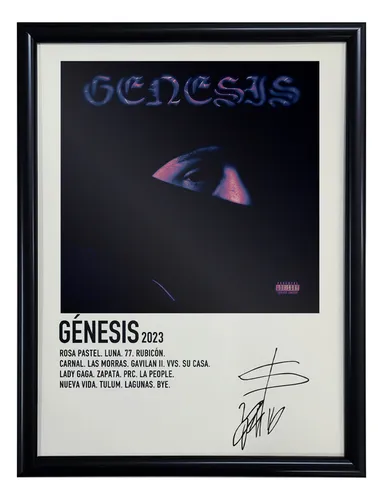 GENESIS
GÉNESIS 2023
ROSA PASTEL. LUNA. 77. RUBICÓN.
CARNAL. LAS MORRAS. GAVILAN II. VVS. SU CASA.
LADY GAGA. ZAPATA. PRC. LA PEOPLE.
NUEVA VIDA. TULUM. LAGUNAS. BYE.